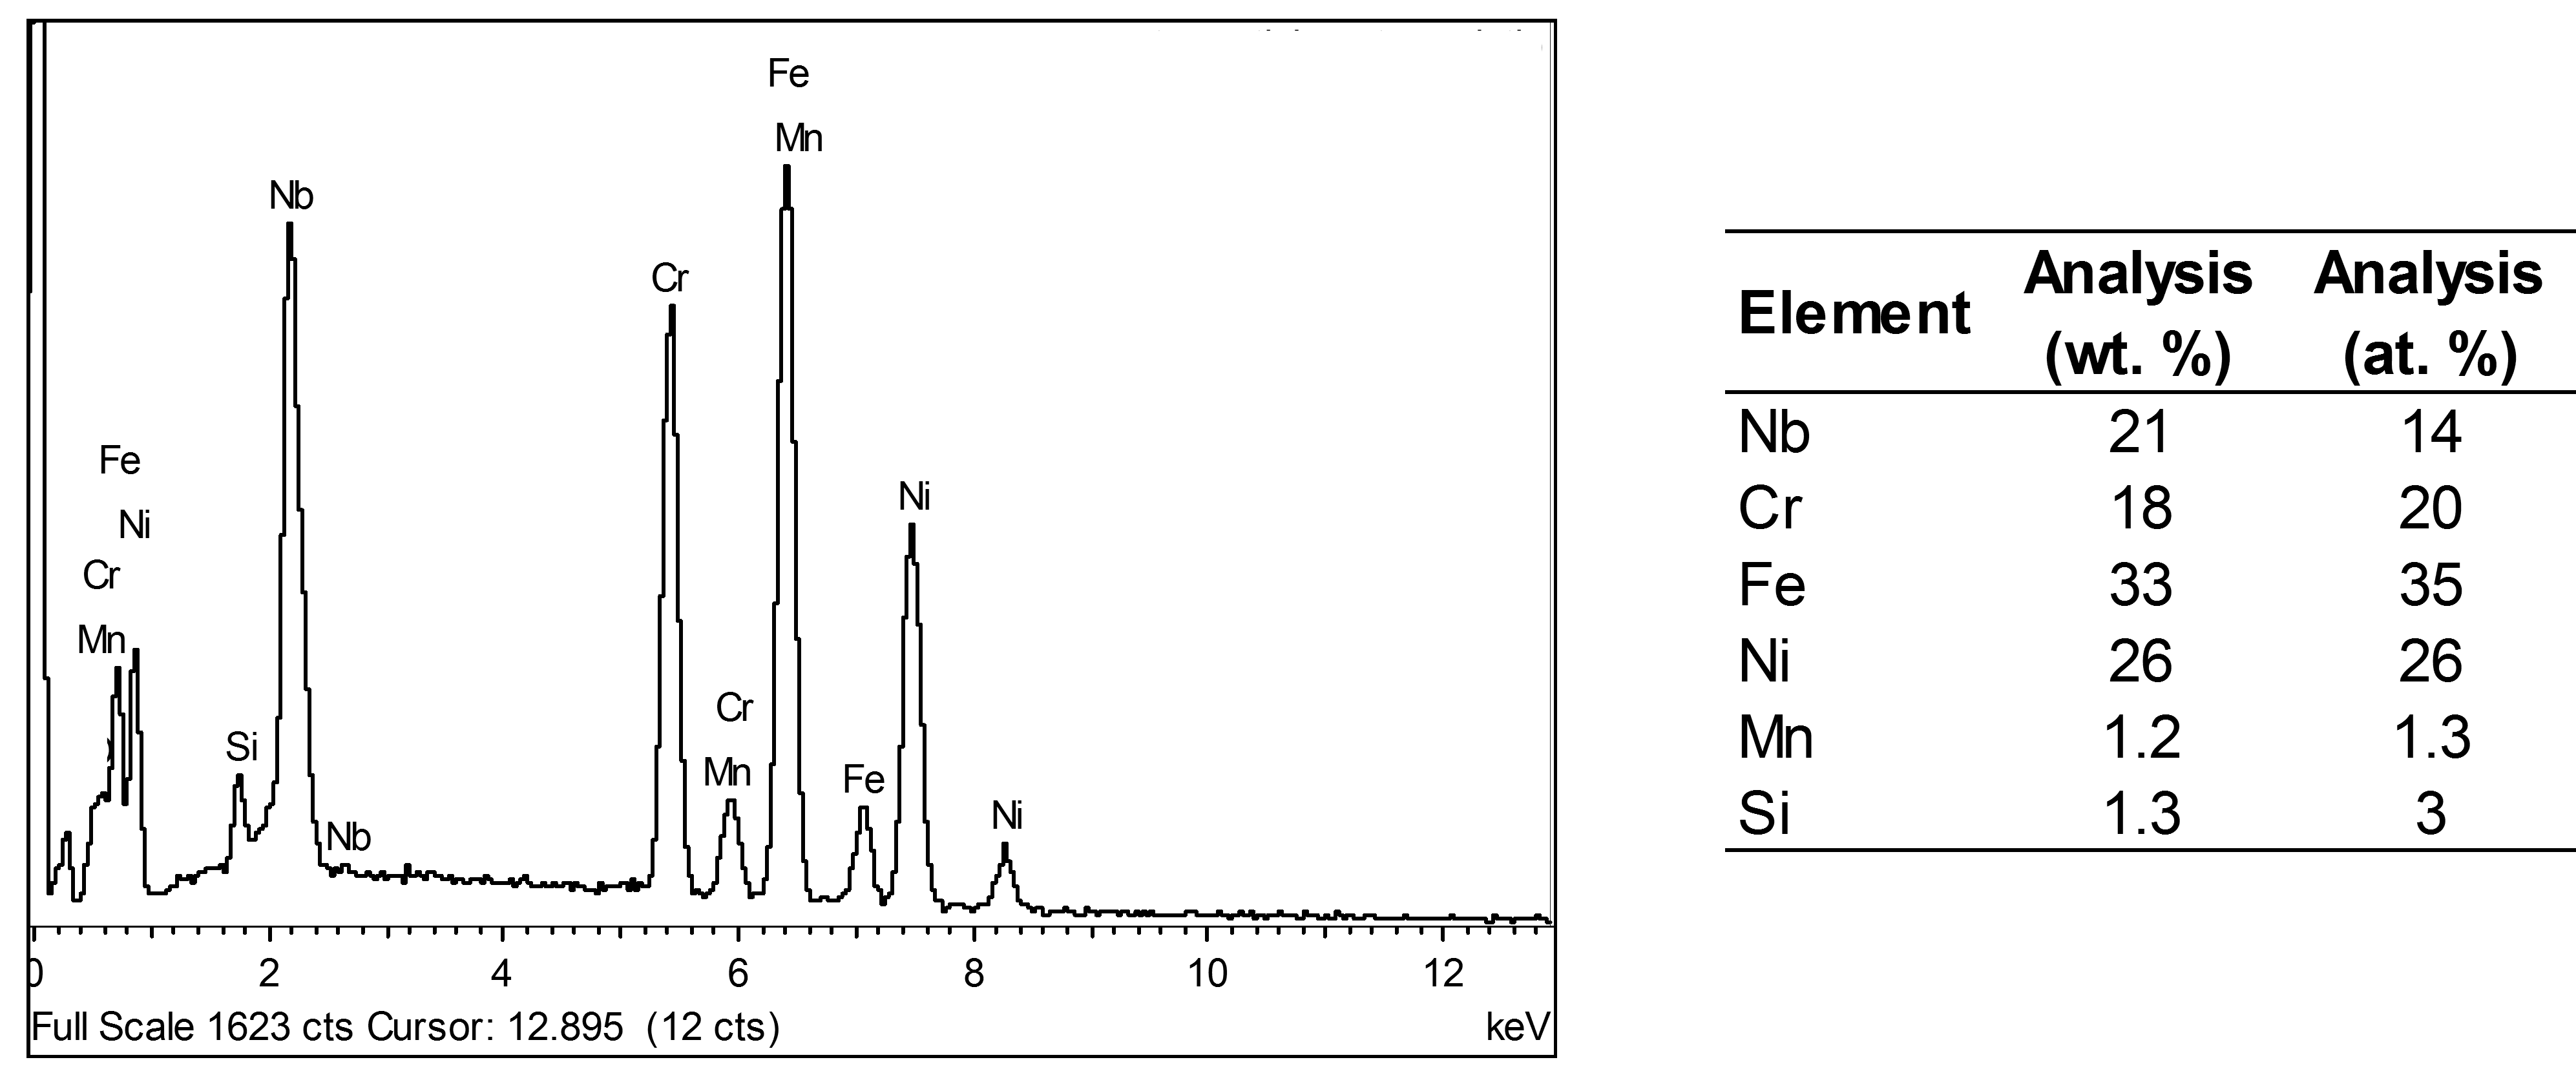 Fe
Mn
Nb
Cr
Fe
Ni
Ni
Cr
Mn
Cr
Si
Mn
Fe
Ni
Nb
0 2 4 6 8 10 12
Full Scale 1623 cts Cursor: 12.895 (12 cts) keV
Element Analysis (wt. %) Analysis (at. %)
Nb 21 14
Cr 18 20
Fe 33 35
Ni 26 26
Mn 1.2 1.3
Si 1.3 3